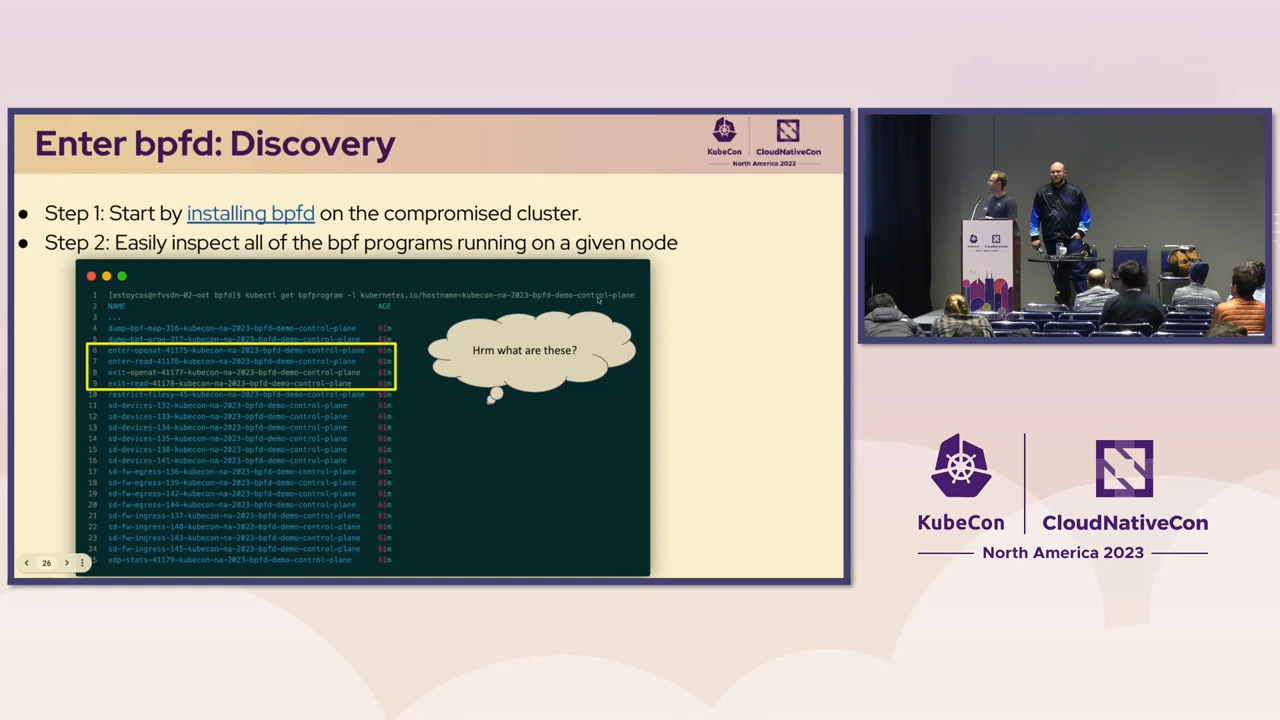 Enter bpfd: Discovery
KubeCon
CloudNativeCon
North America 2023
● Step 1: Start by installing bpfd on the compromised cluster.
● Step 2: Easily inspect all of the bpf programs running on a given node
1 [astoycos@nfvsdn-02-oot bpfd]$ kubectl get bpfprogram -l kubernetes.io/hostname=kubecon-na-2023-bpfd-demo-control-plane
2 NAME AGE
3 ...
4 dump-bpf-map-316-kubecon-na-2023-bpfd-demo-control-plane 61m
5 dump-bpf-prog-317-kubecon-na-2023-bpfd-demo-control-plane 61m
6 enter-openat-41175-kubecon-na-2023-bpfd-demo-control-plane 61m
7 enter-read-41176-kubecon-na-2023-bpfd-demo-control-plane 61m
8 exit-openat-41177-kubecon-na-2023-bpfd-demo-control-plane 61m
9 exit-read-41178-kubecon-na-2023-bpfd-demo-control-plane 61m
10 restrict-filesy-45-kubecon-na-2023-bpfd-demo-control-plane 61m
11 sd-devices-132-kubecon-na-2023-bpfd-demo-control-plane 61m
12 sd-devices-133-kubecon-na-2023-bpfd-demo-control-plane 61m
13 sd-devices-134-kubecon-na-2023-bpfd-demo-control-plane 61m
14 sd-devices-135-kubecon-na-2023-bpfd-demo-control-plane 61m
15 sd-devices-138-kubecon-na-2023-bpfd-demo-control-plane 61m
16 sd-devices-141-kubecon-na-2023-bpfd-demo-control-plane 61m
17 sd-fw-egress-136-kubecon-na-2023-bpfd-demo-control-plane 61m
18 sd-fw-egress-139-kubecon-na-2023-bpfd-demo-control-plane 61m
19 sd-fw-egress-142-kubecon-na-2023-bpfd-demo-control-plane 61m
20 sd-fw-egress-144-kubecon-na-2023-bpfd-demo-control-plane 61m
21 sd-fw-ingress-137-kubecon-na-2023-bpfd-demo-control-plane 61m
22 sd-fw-ingress-140-kubecon-na-2023-bpfd-demo-control-plane 61m
23 sd-fw-ingress-143-kubecon-na-2023-bpfd-demo-control-plane 61m
24 sd-fw-ingress-145-kubecon-na-2023-bpfd-demo-control-plane 61m
5 xdp-stats-41179-kubecon-na-2023-bpfd-demo-control-plane 61m
Hrm what are these?
26
KubeCon
CloudNativeCon
North America 2023